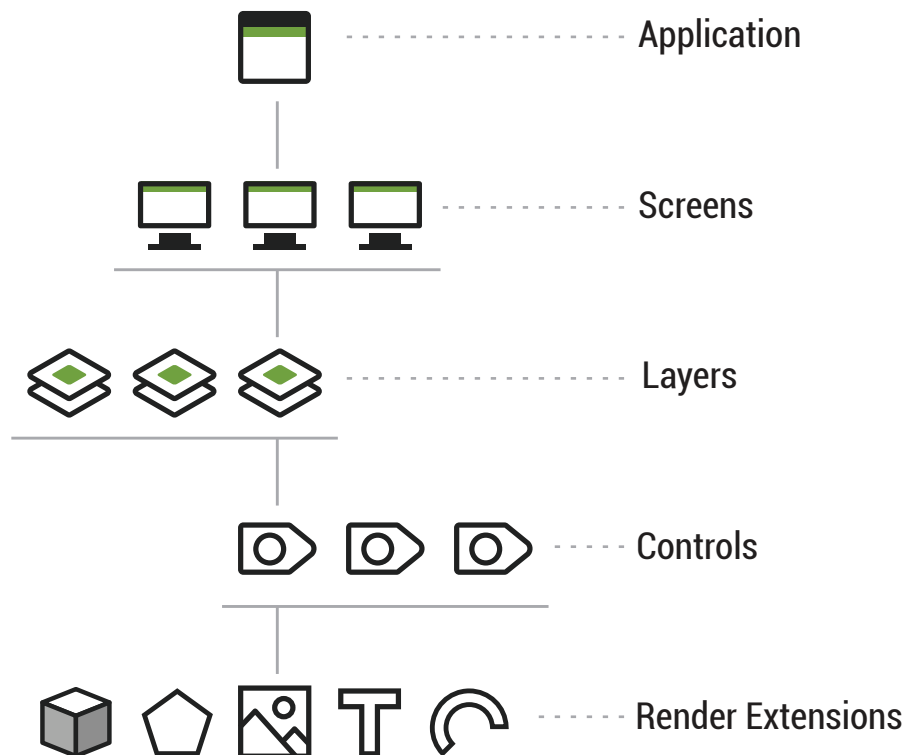 Application
Screens
Layers
Controls
Render Extensions